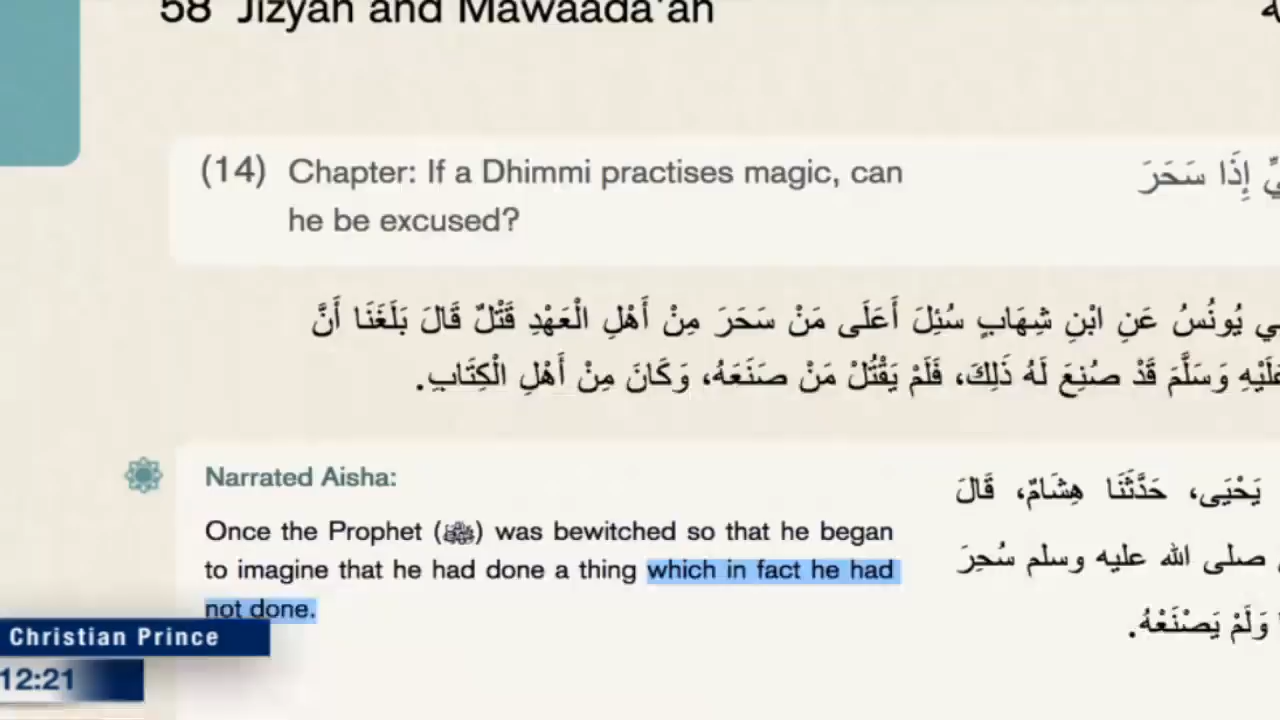 58 Jizyah and Mawaada'ah
(14) Chapter: If a Dhimmi practises magic, can
he be excused?
إِذَا سَحَرَ
يُونُسُ عَنِ ابْنِ شِهَابٍ سُئِلَ أَعَلَى مَنْ سَحَرَ مِنْ أَهْلِ الْعَهْدِ قَتْلٌ قَالَ بَلَغَنَا أَنَّ
وَسَلَّمَ قَدْ صُنِعَ لَهُ ذَلِكَ، فَلَمْ يَقْتُلْ مَنْ صَنَعَهُ، وَكَانَ مِنْ أَهْلِ الْكِتَابِ.
Narrated Aisha:
Once the Prophet (ﷺ) was bewitched so that he began
to imagine that he had done a thing which in fact he had
not done.
يَحْيَى، حَدَّثَنَا هِشَامٌ، قَالَ
صلى الله عليه وسلم سُحِرَ
وَلَمْ يَصْنَعْهُ.
Christian Prince
12:21